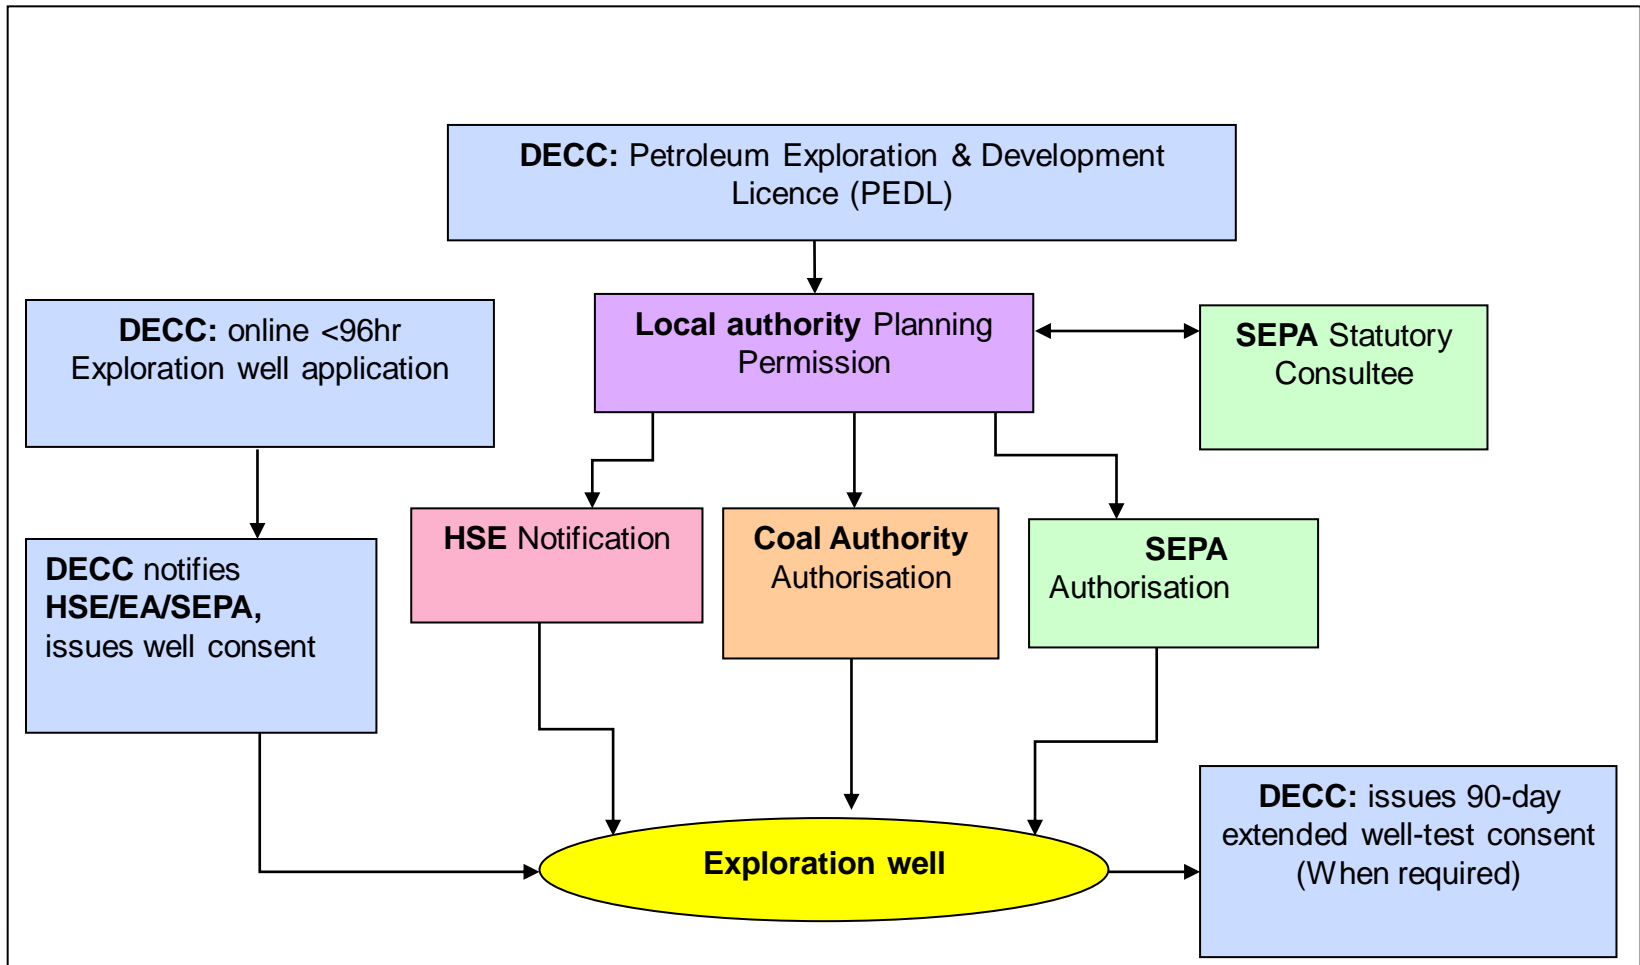 DECC: Petroleum Exploration & Development
Licence (PEDL)
DECC: online <96hr
Exploration well application
Local authority Planning
Permission
SEPA Statutory
Consultee
HSE Notification
Coal Authority
Authorisation
SEPA
Authorisation
DECC notifies
HSE/EA/SEPA,
issues well consent
Exploration well
DECC: issues 90-day
extended well-test consent
(When required)